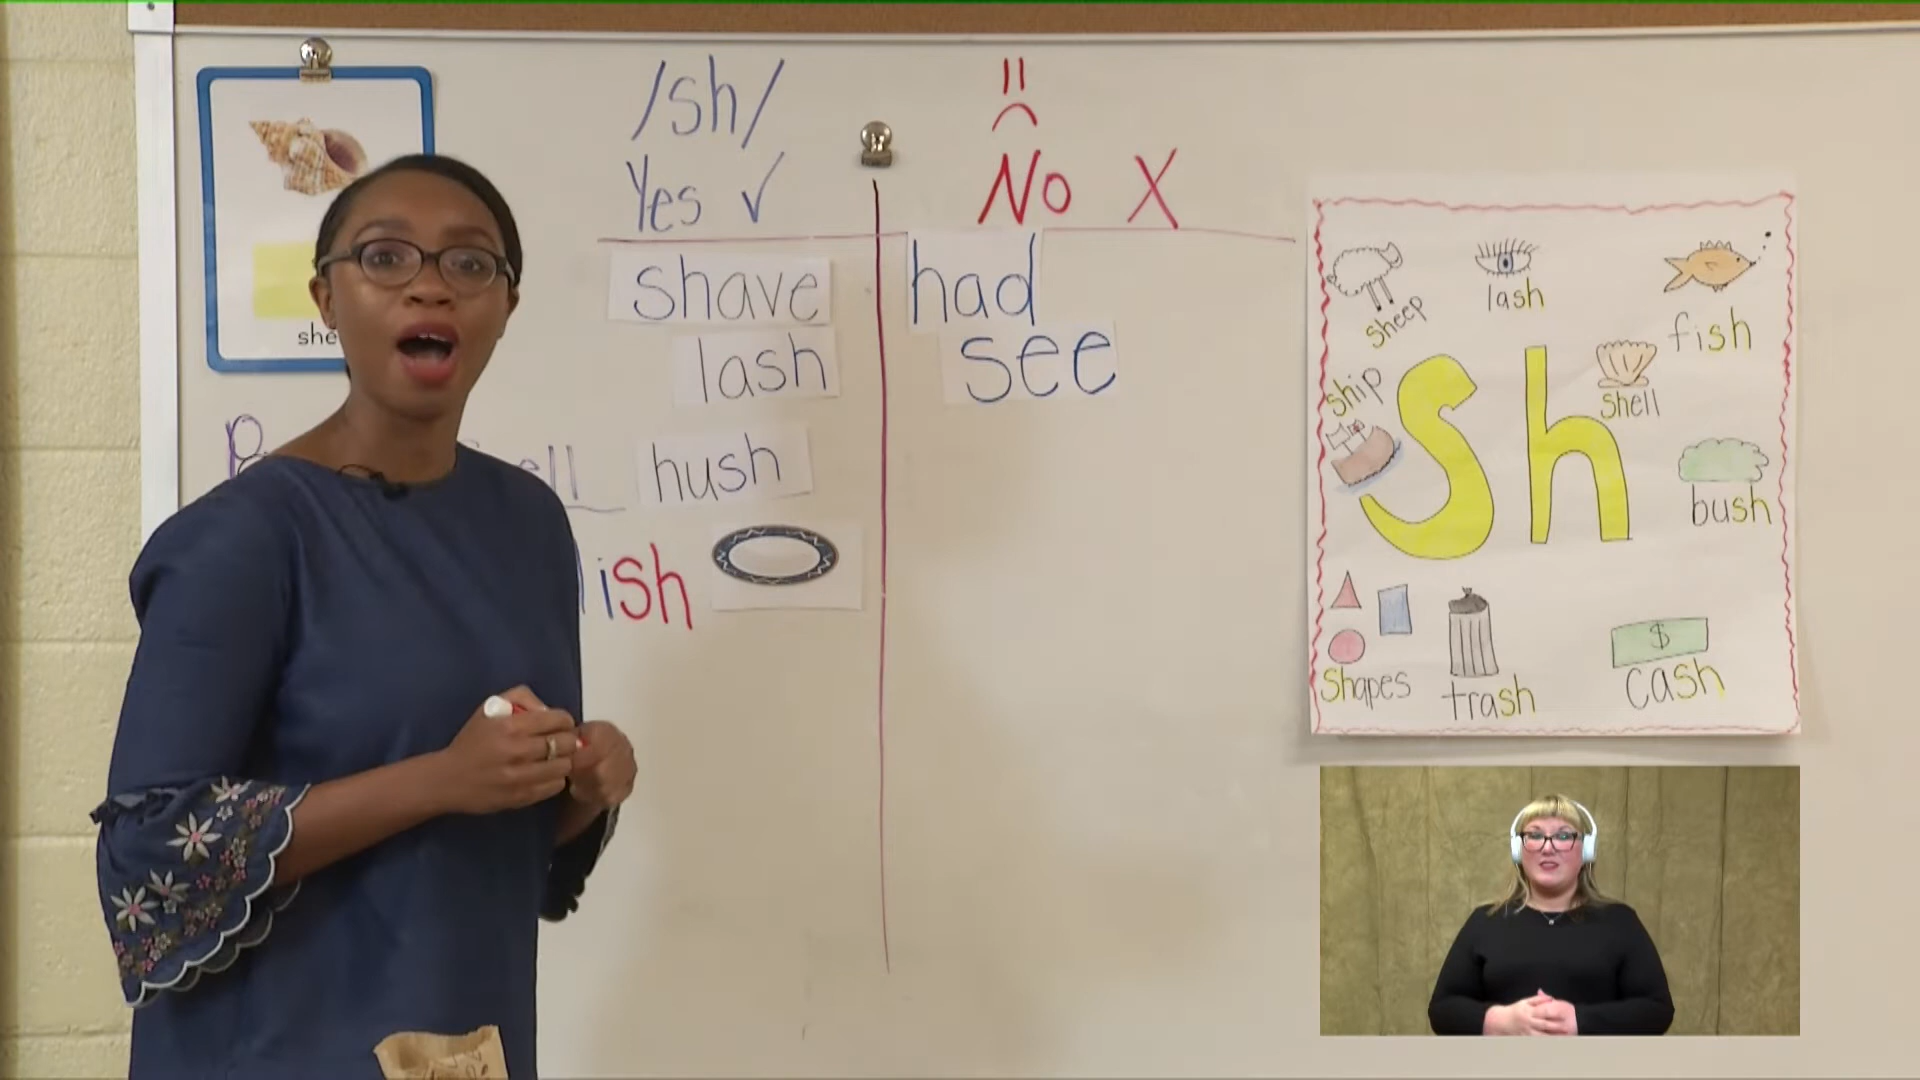 /sh/
Yes ✓
No X
shave
lash
hush
ish
had
see
she
sheep
lash
fish
ship
shell
Sh
bush
shapes
trash
$
cash